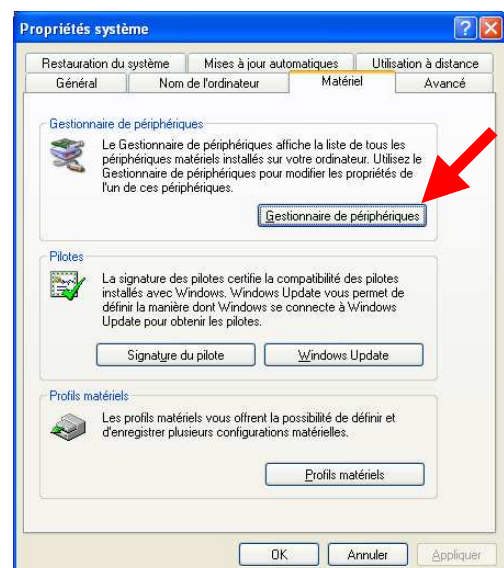 Propriétés système
Restauration du système Mises à jour automatiques Utilisation à distance
Général Nom de l'ordinateur Matériel Avancé
Gestionnaire de périphériques
Le Gestionnaire de périphériques affiche la liste de tous les
périphériques matériels installés sur votre ordinateur. Utilisez le
Gestionnaire de périphériques pour modifier les propriétés de
l'un de ces périphériques.
Gestionnaire de périphériques
Pilotes
La signature des pilotes certifie la compatibilité des pilotes
installés avec Windows. Windows Update vous permet de
définir la manière dont Windows se connecte à Windows
Update pour obtenir les pilotes.
Signature du pilote Windows Update
Profils matériels
Les profils matériels vous offrent la possibilité de définir et
d'enregistrer plusieurs configurations matérielles.
Profils matériels
OK Annuler Appliquer